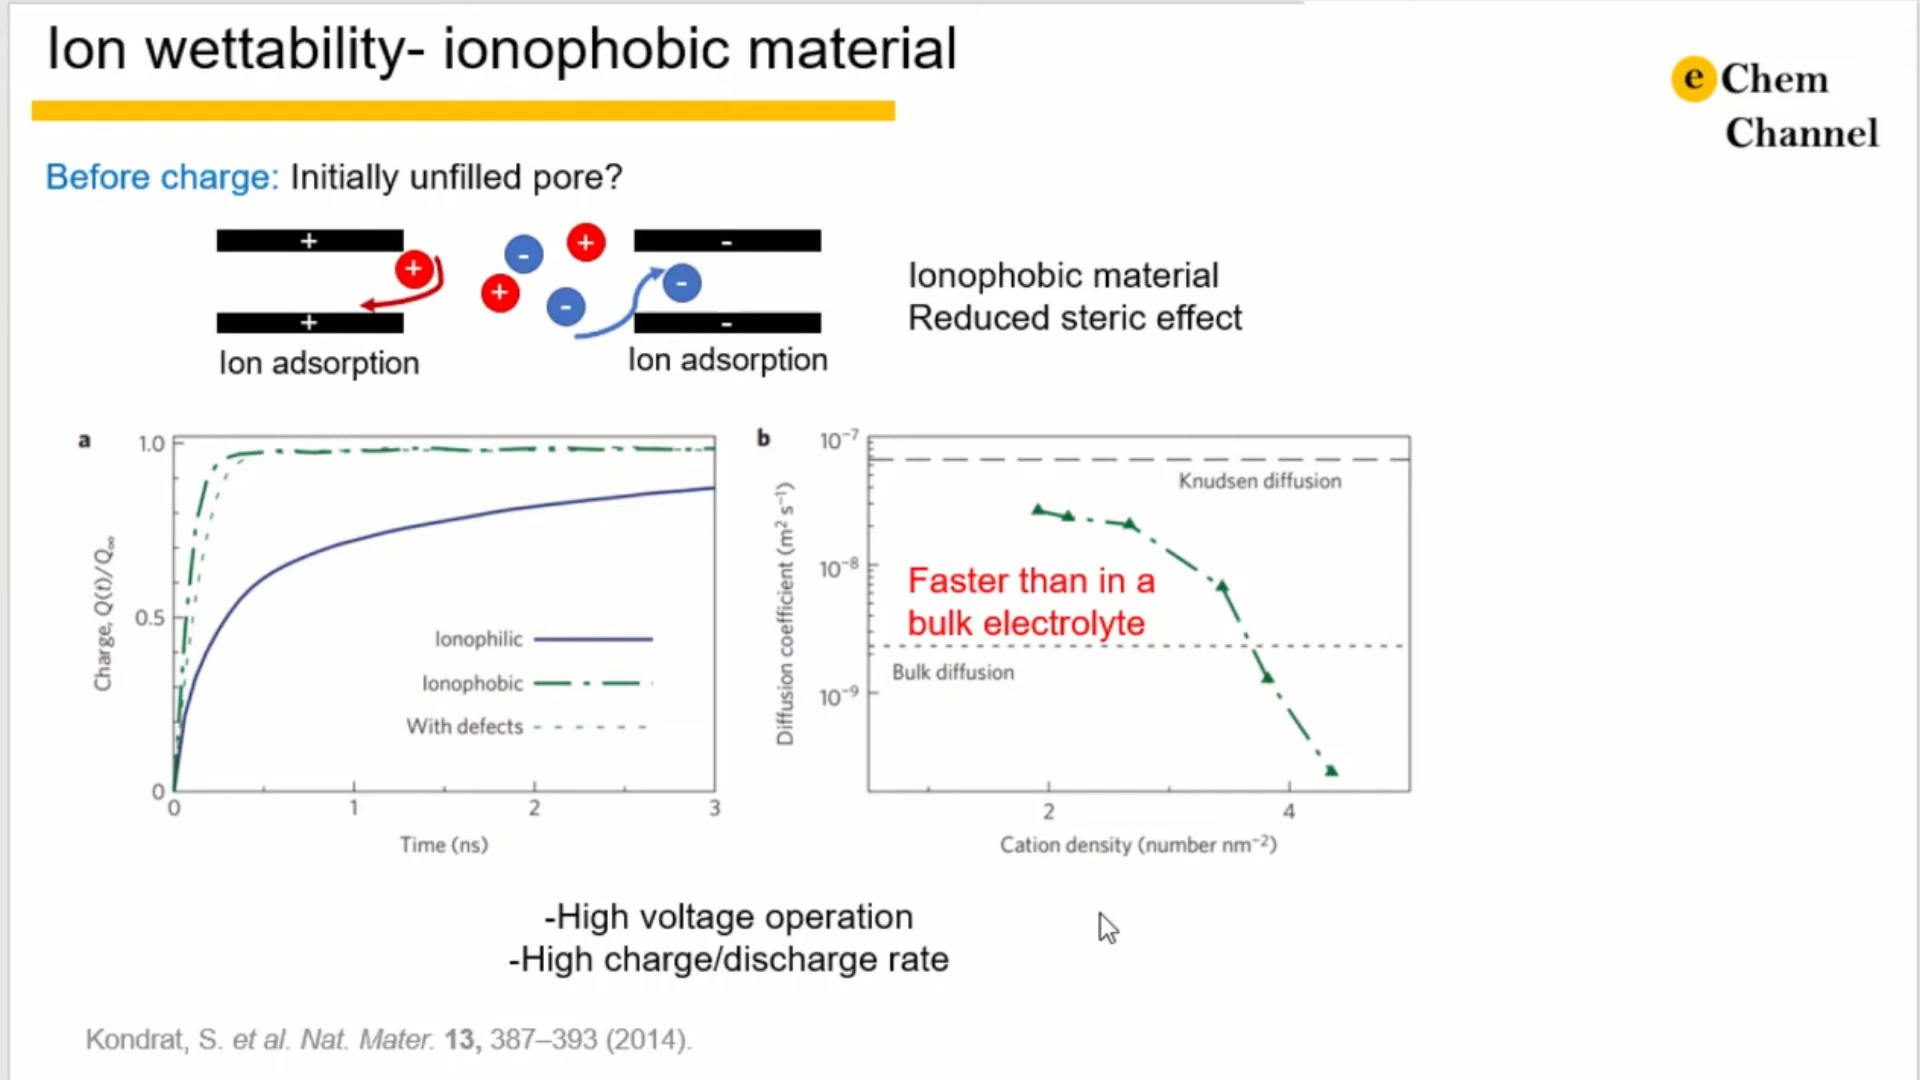 Ion wettability- ionophobic material
e Chem
Channel
Before charge: Initially unfilled pore?
+
+
+
-
+
+
-
-
-
-
Ion adsorption
Ion adsorption
Ionophobic material
Reduced steric effect
a
1.0
0.5
0
Charge, Q(t)/Q∞
Ionophilic
Ionophobic
With defects
0 1 2 3
Time (ns)
b
10⁻⁷
10⁻⁸
10⁻⁹
Diffusion coefficient (m² s⁻¹)
Knudsen diffusion
Faster than in a
bulk electrolyte
Bulk diffusion
2 4
Cation density (number nm⁻²)
-High voltage operation
-High charge/discharge rate
Kondrat, S. et al. Nat. Mater. 13, 387–393 (2014).